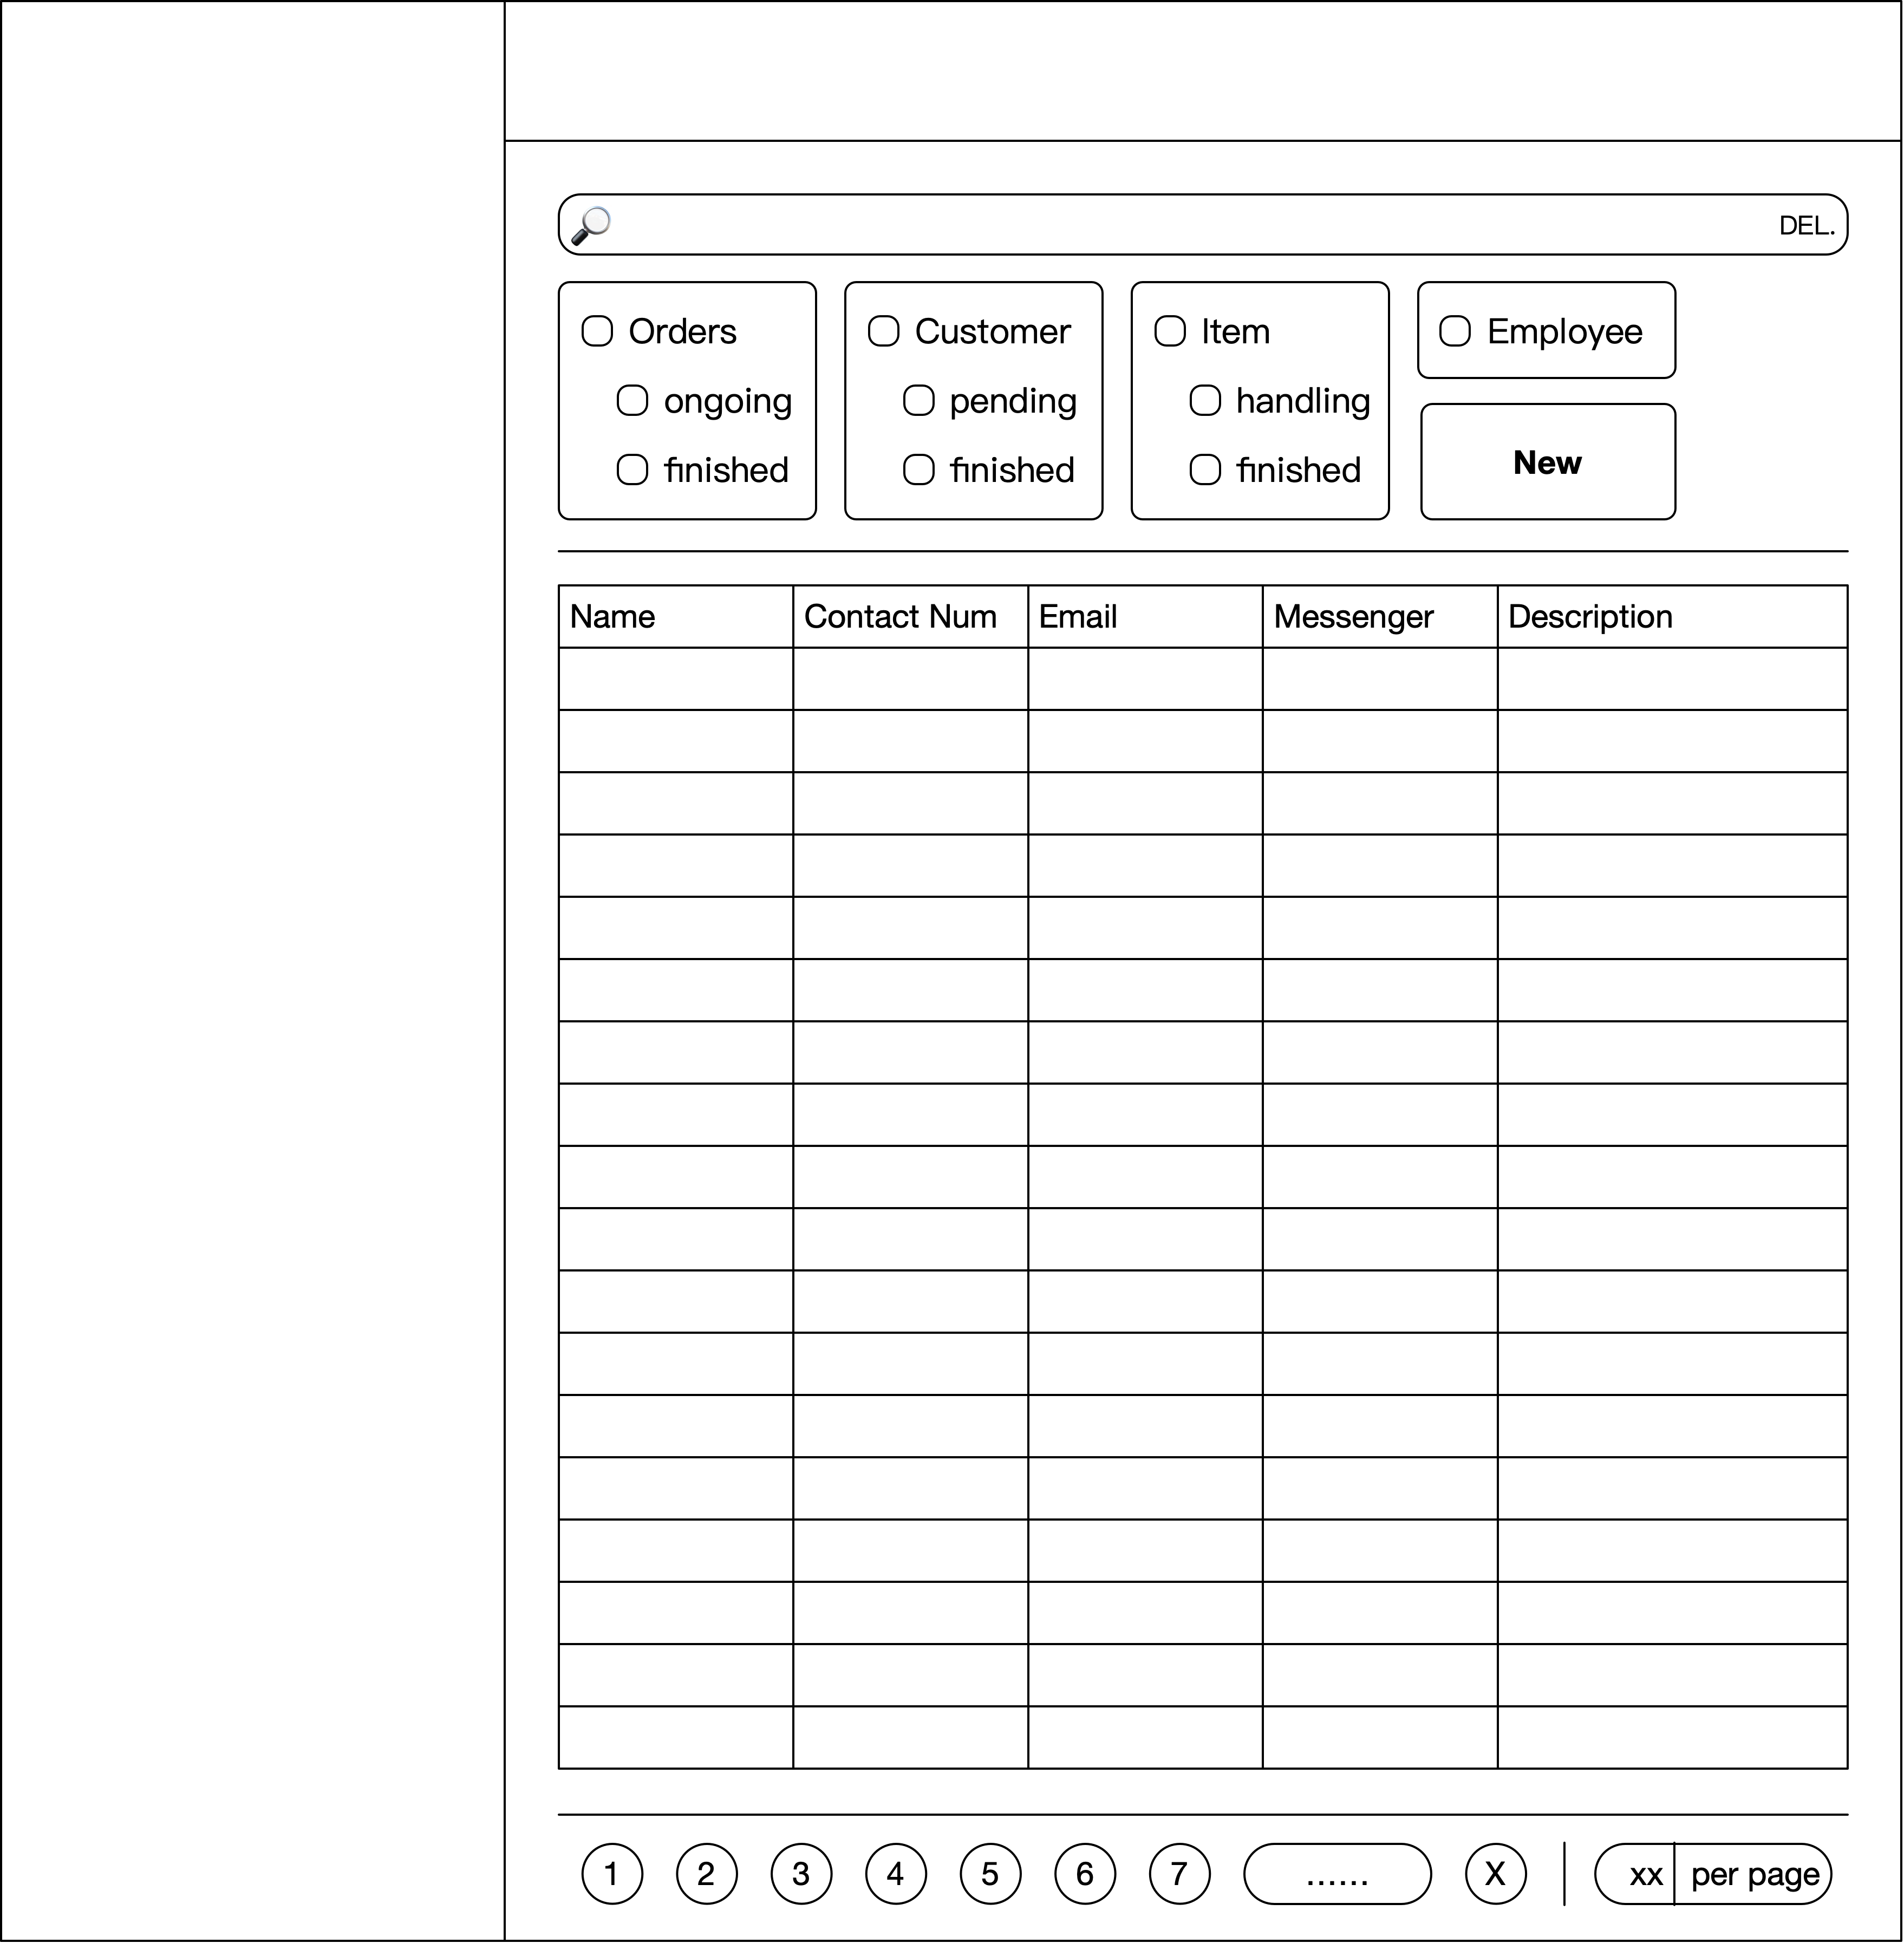 DEL.
Orders
ongoing
finished
Customer
pending
finished
Item
handling
finished
Employee
New
Name Contact Num Email Messenger Description
1 2 3 4 5 6 7 ...... X xx per page